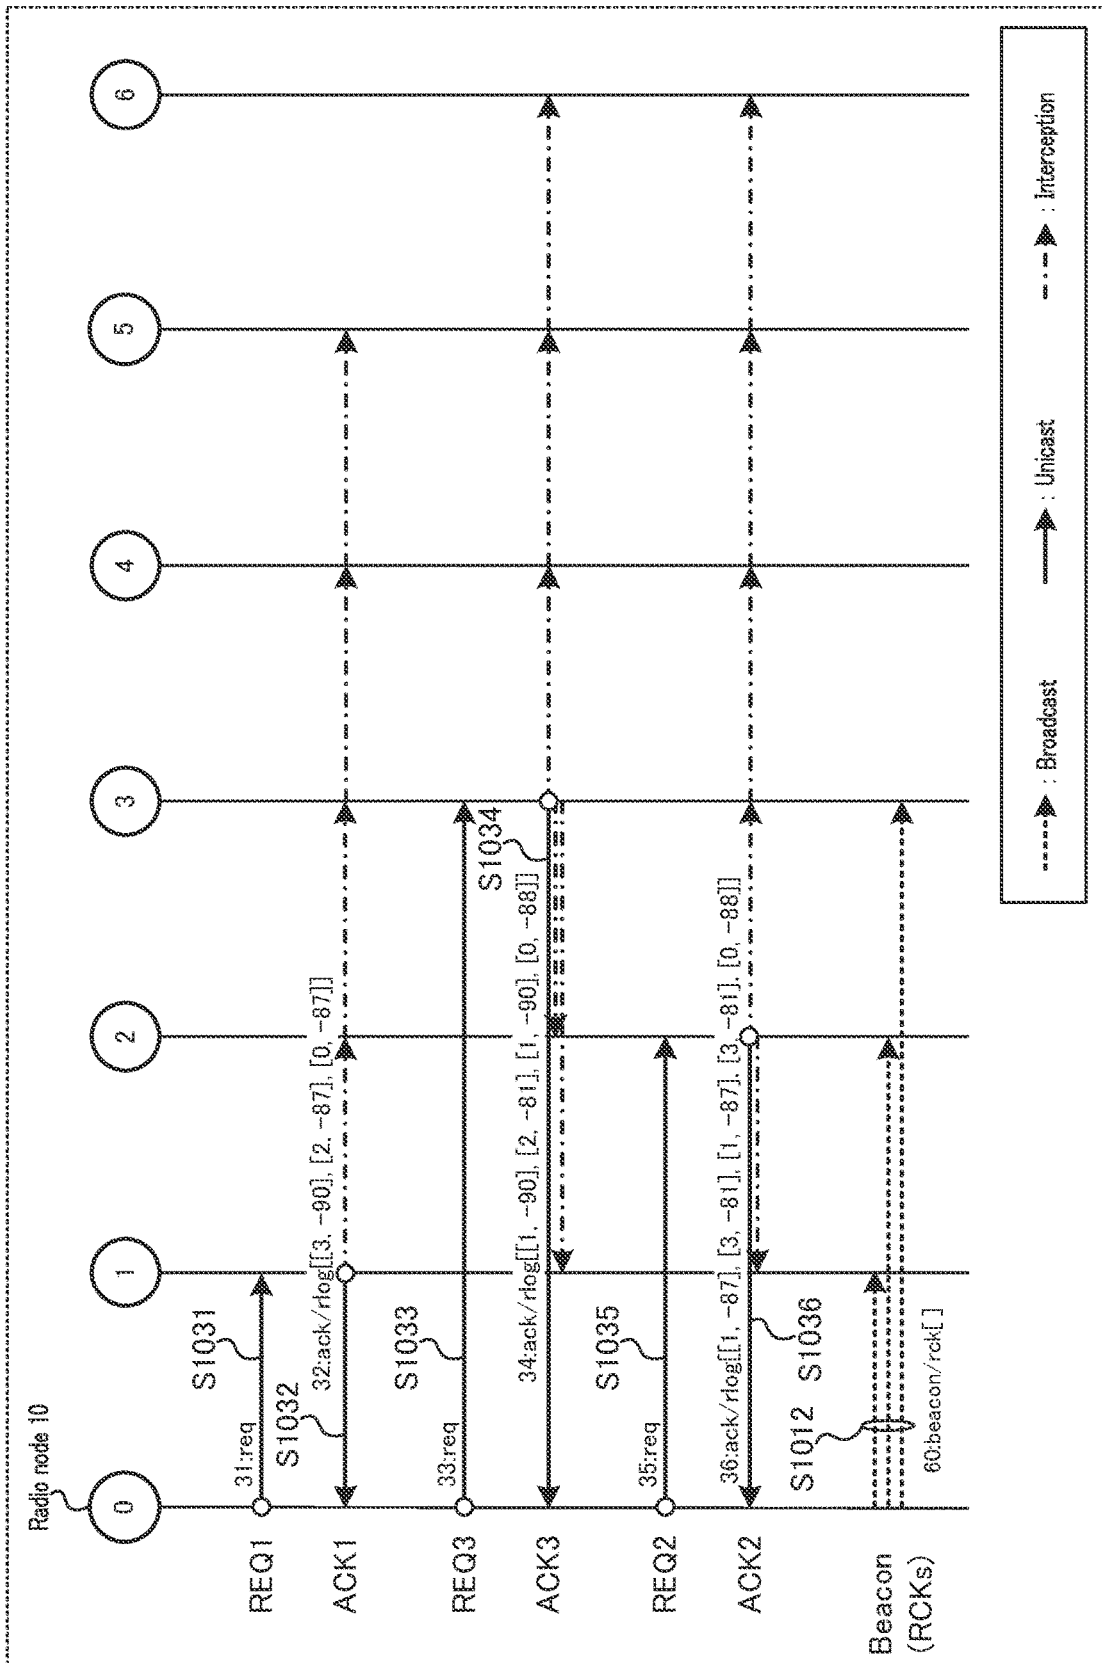 Radio node 10
0
1
2
3
4
5
6
REQ1
31:req
S1031
ACK1
S1032
32:ack/rlog[[3, -90], [2, -87], [0, -87]]
REQ3
33:req
S1033
ACK3
34:ack/rlog[[1, -90], [2, -81], [1, -90], [0, -88]]
S1034
REQ2
35:req
S1035
ACK2
36:ack/rlog[[1, -87], [3, -81], [1, -87], [3, -81], [0, -88]]
S1036
Beacon
(RCKs)
S1012
60:beacon/rck[ ]
: Broadcast
: Unicast
: Interception